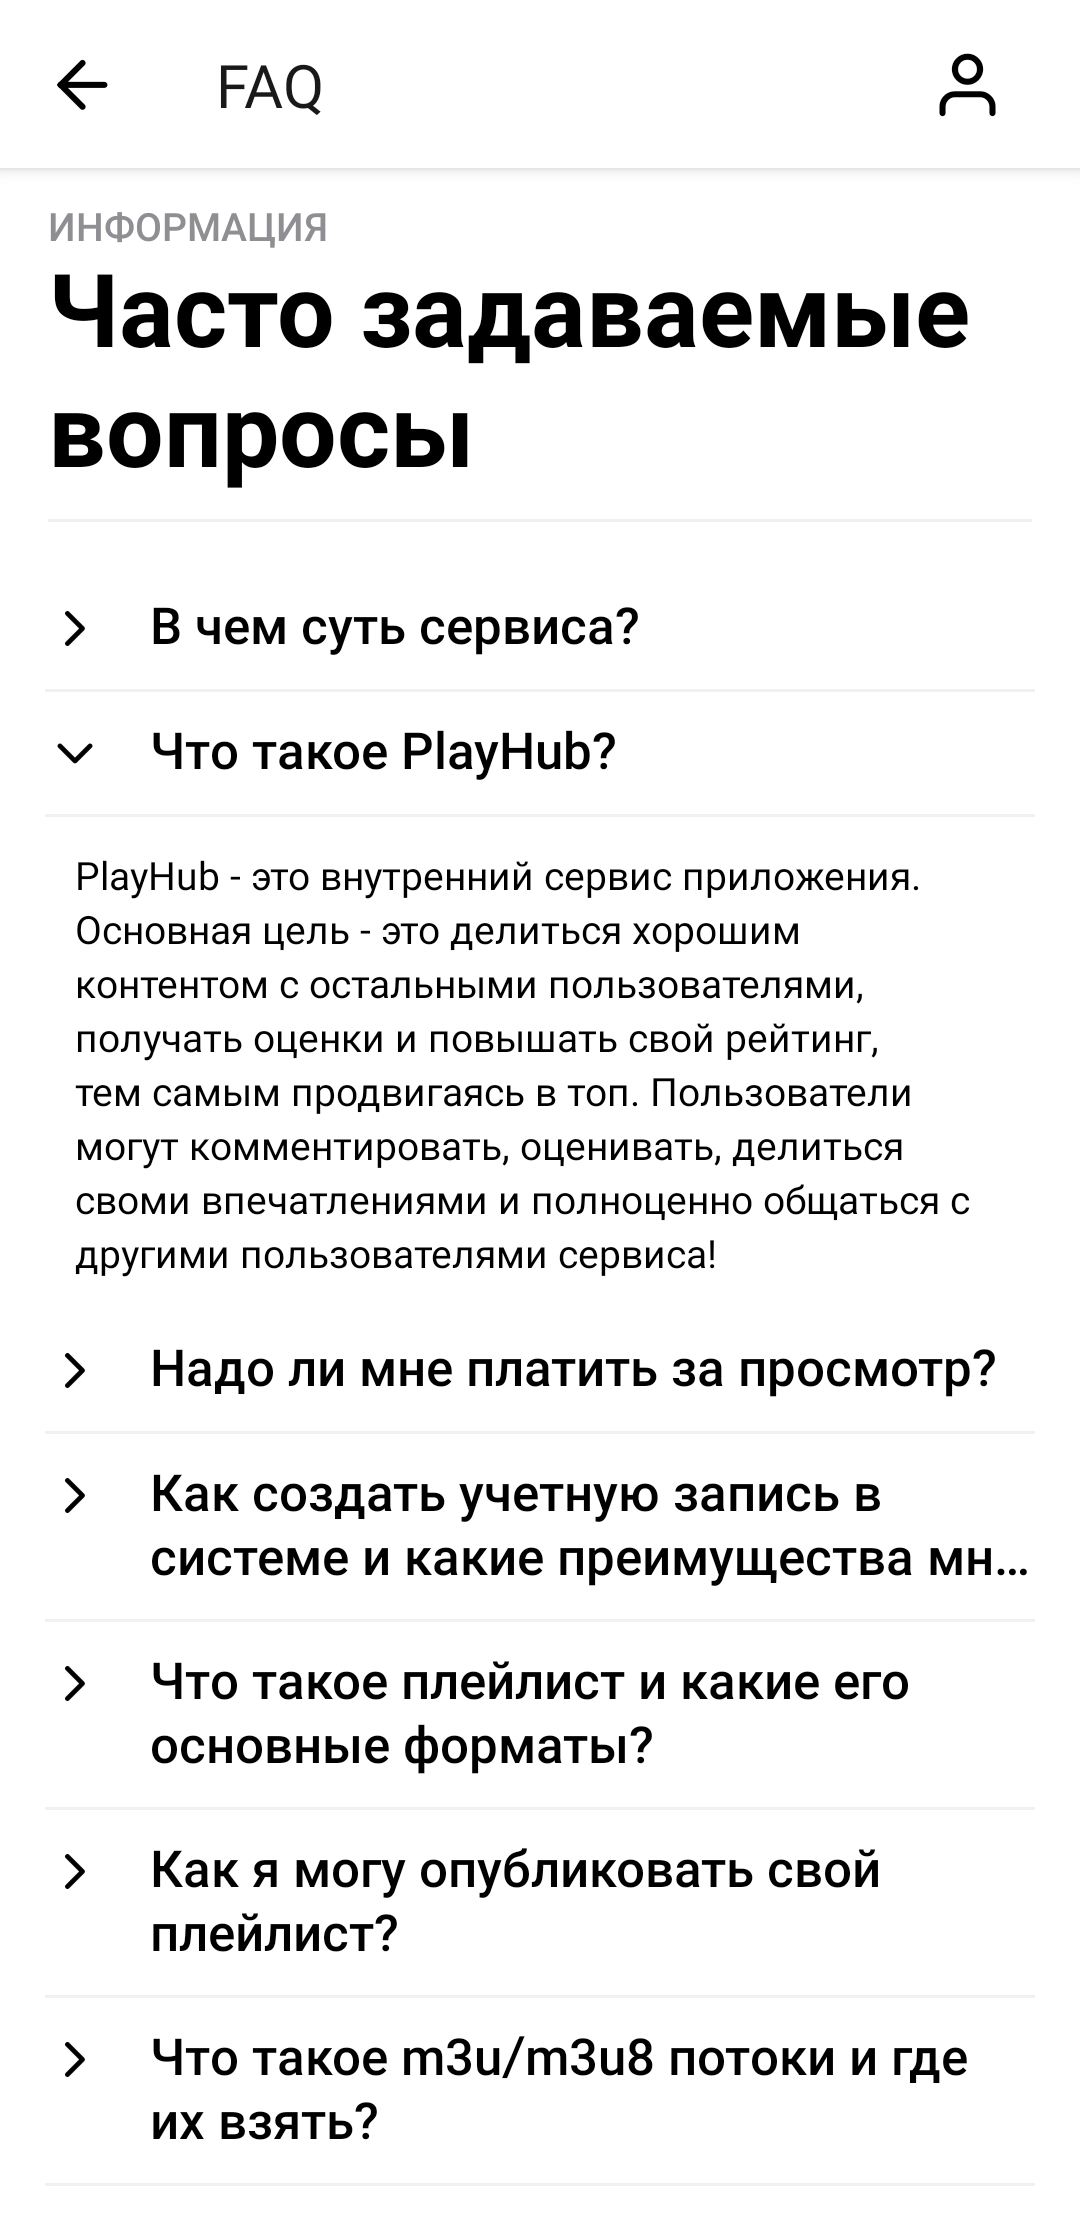 FAQ
ИНФОРМАЦИЯ
Часто задаваемые
вопросы
В чем суть сервиса?
Что такое PlayHub?
PlayHub - это внутренний сервис приложения.
Основная цель - это делиться хорошим
контентом с остальными пользователями,
получать оценки и повышать свой рейтинг,
тем самым продвигаясь в топ. Пользователи
могут комментировать, оценивать, делиться
своми впечатлениями и полноценно общаться с
другими пользователями сервиса!
Надо ли мне платить за просмотр?
Как создать учетную запись в
системе и какие преимущества мн...
Что такое плейлист и какие его
основные форматы?
Как я могу опубликовать свой
плейлист?
Что такое m3u/m3u8 потоки и где
их взять?